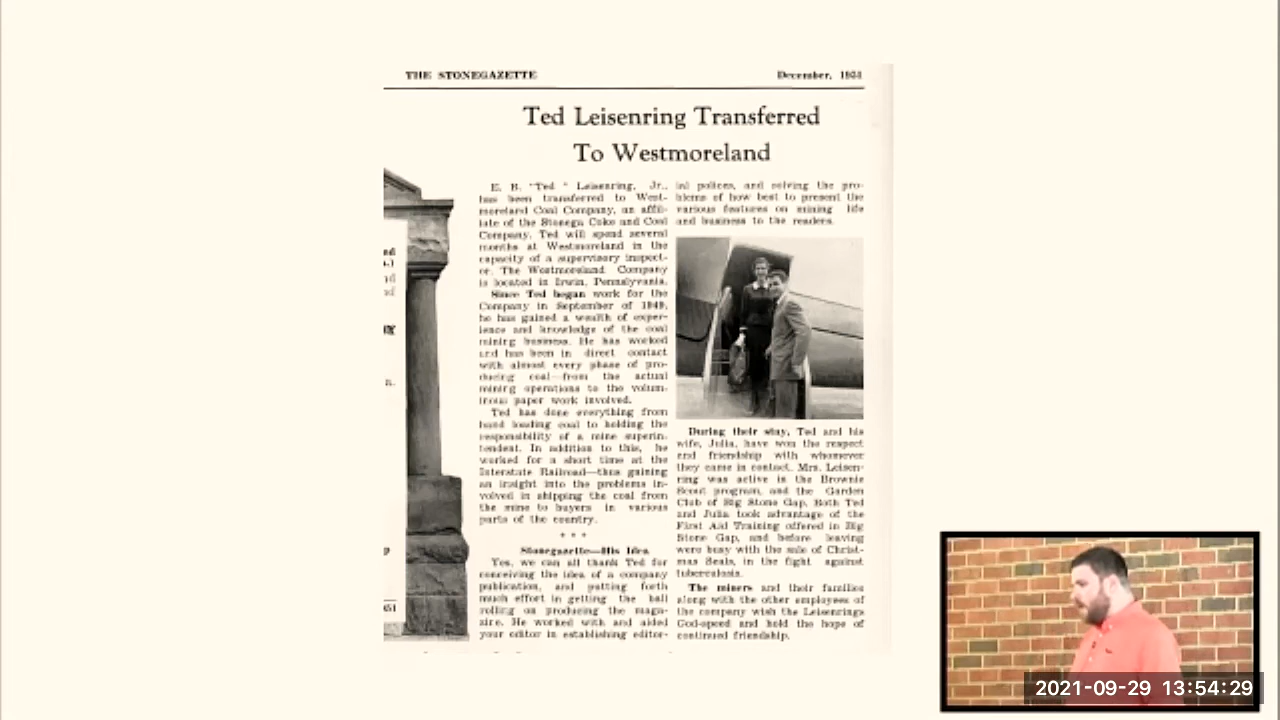 THE STONEGAZETTE
December, 1951
Ted Leisenring Transferred
To Westmoreland
E. B. "Ted " Leisenring, Jr.,
has been transferred to West-
moreland Coal Company, an affil-
iate of the Stonega Coke and Coal
Company. Ted will spend several
months at Westmoreland in the
capacity of a supervisory inspect-
or. The Westmoreland Company
is located in Irwin, Pennsylvania.
Since Ted began work for the
Company in September of 1949,
he has gained a wealth of exper-
ience and knowledge of the coal
mining business. He has worked
and has been in direct contact
with almost every phase of pro-
ducing coal—from the actual
mining operations to the volum-
inous paper work involved.
Ted has done everything from
hand loading coal to holding the
responsibility of a mine superin-
tendent. In addition to this, he
worked for a short time at the
Interstate Railroad—thus gaining
an insight into the problems in-
volved in shipping the coal from
the mine to buyers in various
parts of the country.
* * *
Stonegazette—His Idea
Yes, we can all thank Ted for
conceiving the idea of a company
publication, and putting forth
much effort in getting the ball
rolling on producing the maga-
zire. He worked with and aided
your editor in establishing editor-
ial polices, and solving the pro-
blems of how best to present the
various features on mining life
and business to the readers.
During their stay, Ted and his
wife, Julia, have won the respect
and friendship with whomever
they came in contact. Mrs. Leisen-
ring was active in the Brownie
Scout program, and the Garden
Club of Big Stone Gap. Both Ted
and Julia took advantage of the
First Aid Training offered in Big
Stone Gap, and before leaving
were busy with the sale of Christ-
mas Seals, in the fight against
tuberculosis.
The miners and their families
along with the other employees of
the company wish the Leisenrings
God-speed and hold the hope of
continued friendship.
2021-09-29 13:54:29